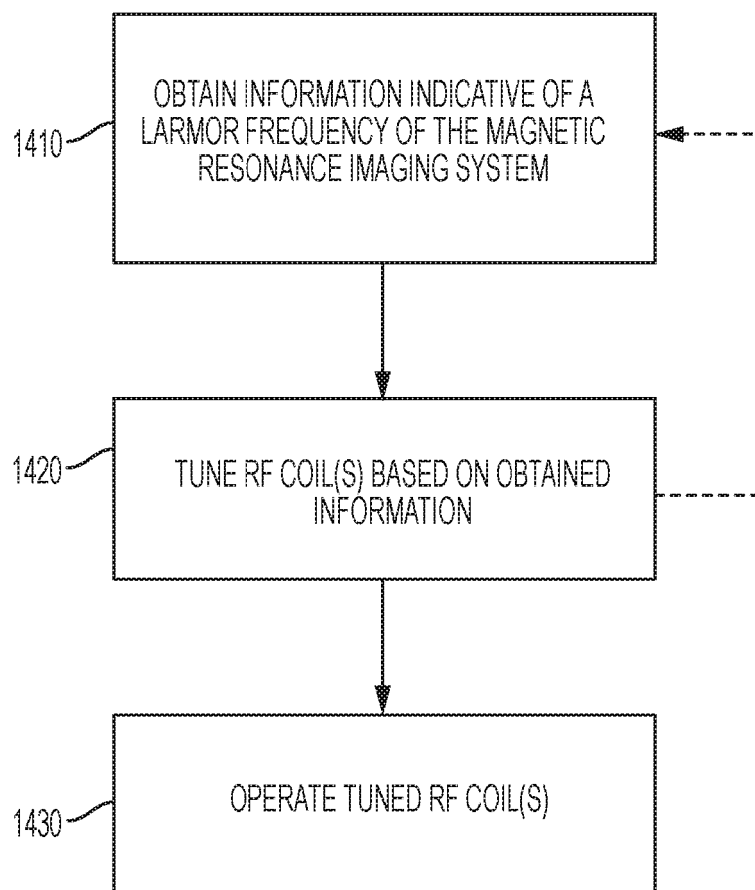 1410
OBTAIN INFORMATION INDICATIVE OF A
LARMOR FREQUENCY OF THE MAGNETIC
RESONANCE IMAGING SYSTEM
1420
TUNE RF COIL(S) BASED ON OBTAINED
INFORMATION
1430
OPERATE TUNED RF COIL(S)